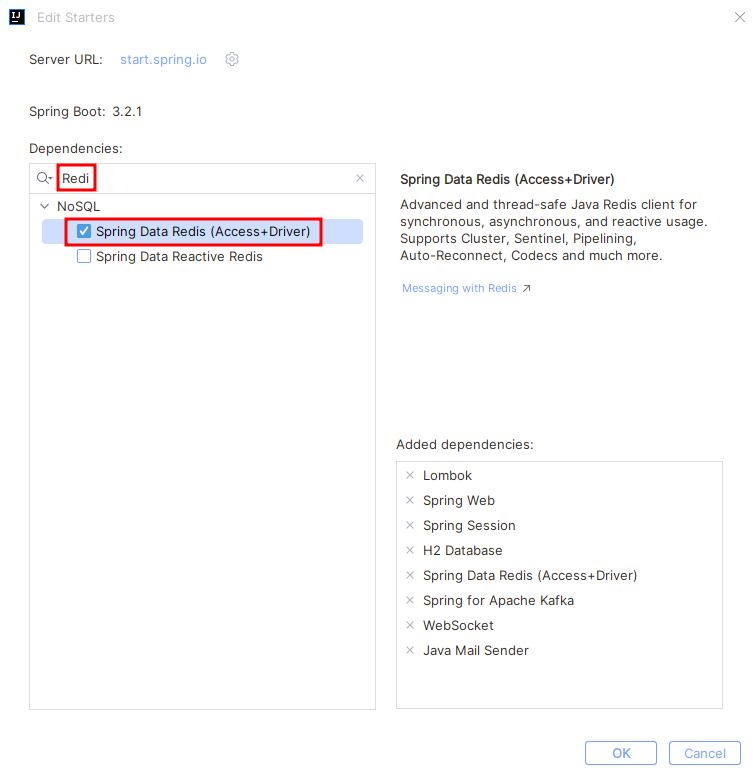 IJ Edit Starters
Server URL: start.spring.io
Spring Boot: 3.2.1
Dependencies:
Redi
NoSQL
Spring Data Redis (Access+Driver)
Spring Data Reactive Redis
Spring Data Redis (Access+Driver)
Advanced and thread-safe Java Redis client for
synchronous, asynchronous, and reactive usage.
Supports Cluster, Sentinel, Pipelining,
Auto-Reconnect, Codecs and much more.
Messaging with Redis ↗
Added dependencies:
Lombok
Spring Web
Spring Session
H2 Database
Spring Data Redis (Access+Driver)
Spring for Apache Kafka
WebSocket
Java Mail Sender
OK Cancel